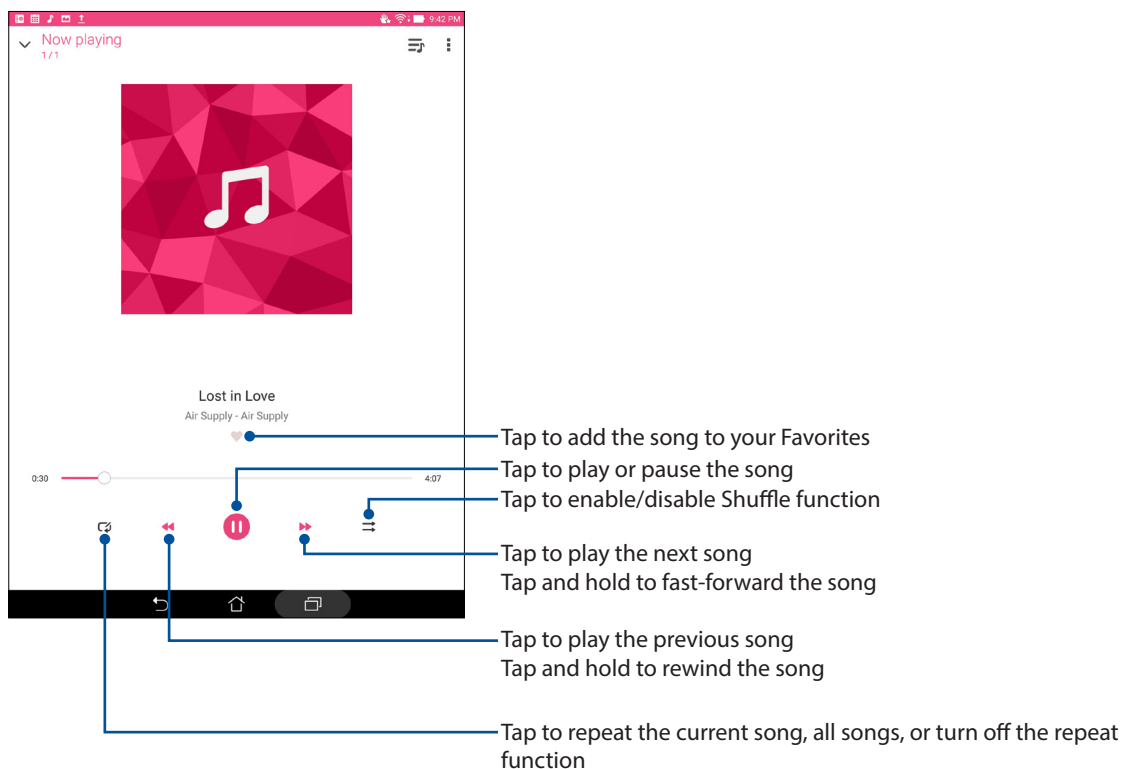 9:42 PM
Now playing
1 / 1
Lost in Love
Air Supply - Air Supply
Tap to add the song to your Favorites
Tap to play or pause the song
0:30
4:07
Tap to enable/disable Shuffle function
Tap to play the next song
Tap and hold to fast-forward the song
Tap to play the previous song
Tap and hold to rewind the song
Tap to repeat the current song, all songs, or turn off the repeat
function